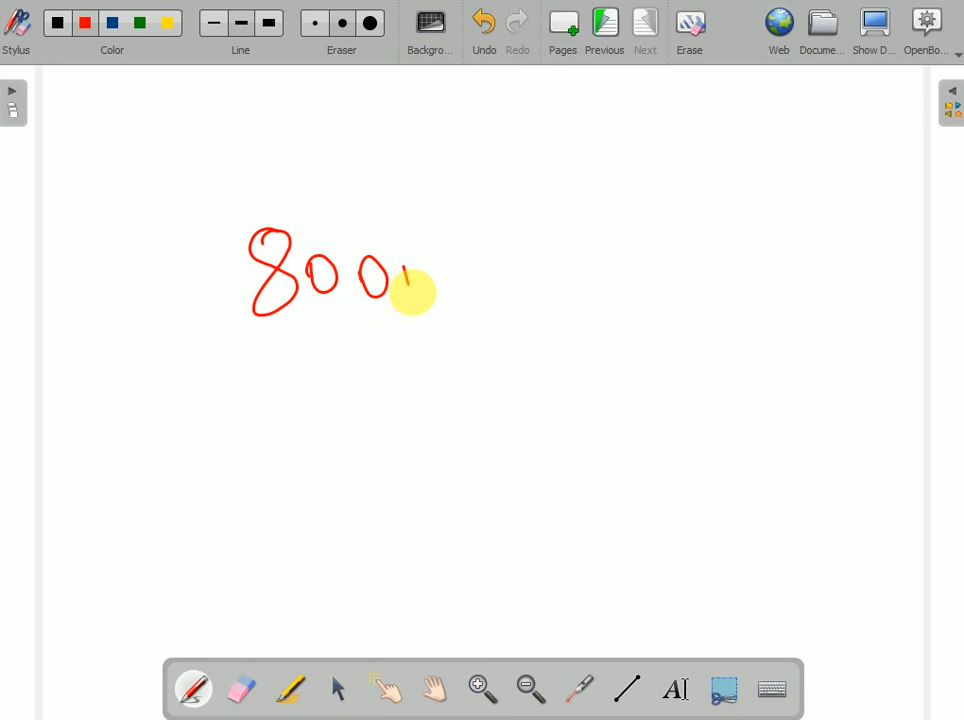 Stylus
Color
Line
Eraser
Backgro...
Undo
Redo
Pages
Previous
Next
Erase
Web
Docume...
Show D...
OpenBo...
800
A